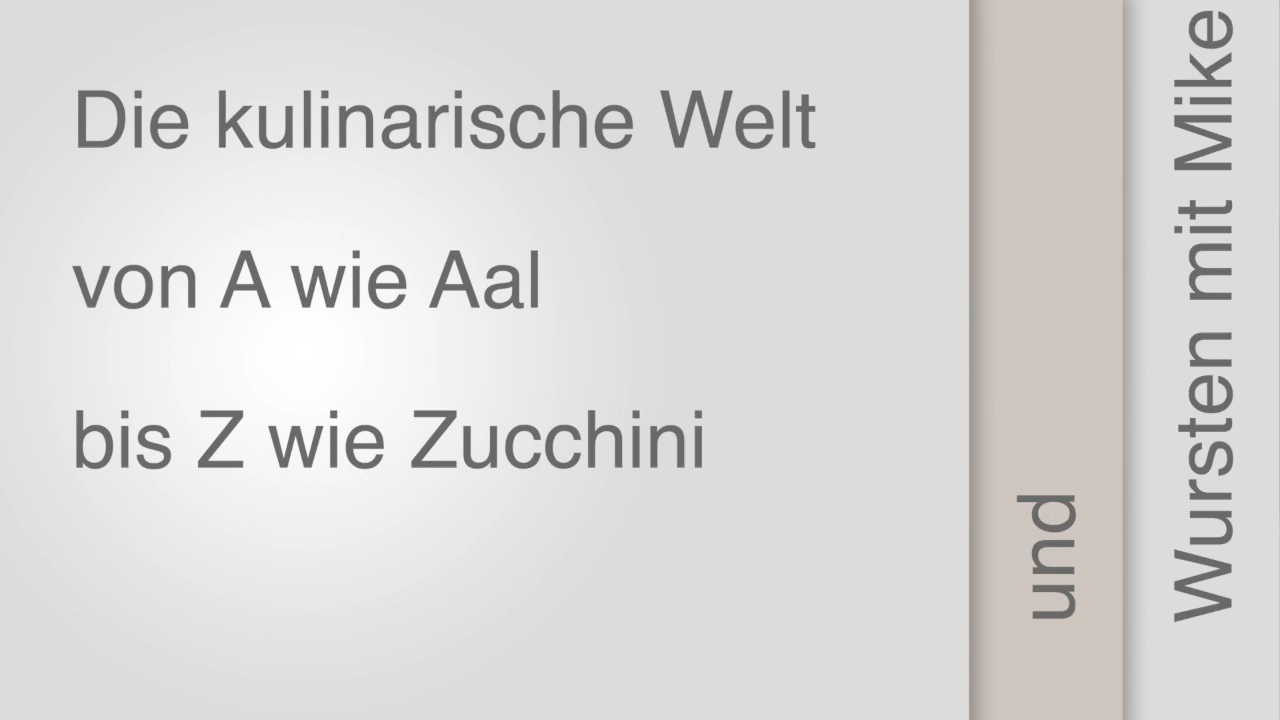 Die kulinarische Welt
von A wie Aal
bis Z wie Zucchini
und
Wursten mit Mike